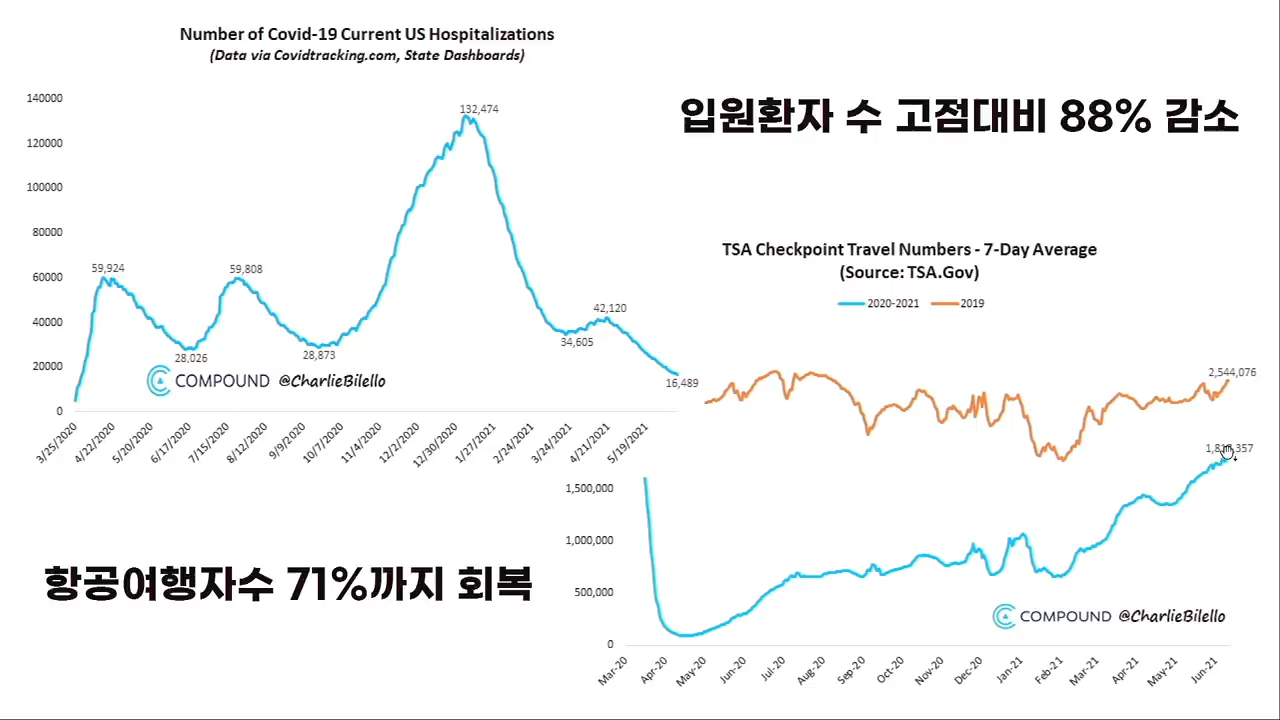 Number of Covid-19 Current US Hospitalizations
(Data via Covidtracking.com, State Dashboards)
140000
120000
100000
80000
60000
40000
20000
0
59,924
28,026
59,808
28,873
132,474
34,605
42,120
16,489
COMPOUND @CharlieBilello
3/25/2020
4/22/2020
5/20/2020
6/17/2020
7/15/2020
8/12/2020
9/9/2020
10/7/2020
11/4/2020
12/2/2020
12/30/2020
1/27/2021
2/24/2021
3/24/2021
4/21/2021
5/19/2021
입원환자 수 고점대비 88% 감소
TSA Checkpoint Travel Numbers - 7-Day Average
(Source: TSA.Gov)
2020-2021
2019
2,544,076
1,500,000
1,000,000
500,000
0
COMPOUND @CharlieBilello
Mar-20
Apr-20
May-20
Jun-20
Jul-20
Aug-20
Sep-20
Oct-20
Nov-20
Dec-20
Jan-21
Feb-21
Mar-21
Apr-21
May-21
Jun-21
항공여행자수 71%까지 회복